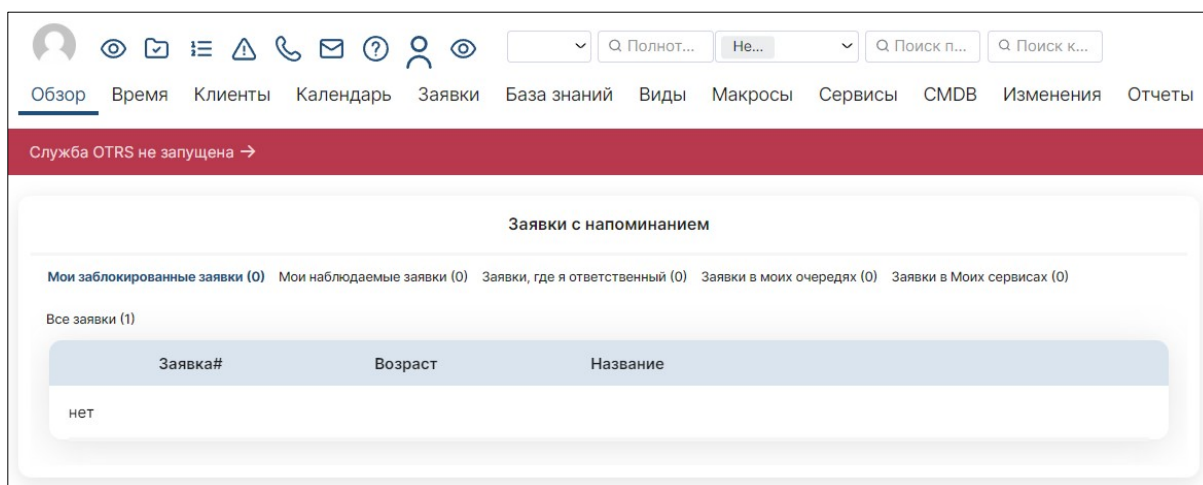 Полнот...
Не...
Поиск п...
Поиск к...
Обзор Время Клиенты Календарь Заявки База знаний Виды Макросы Сервисы CMDB Изменения Отчеты
Служба OTRS не запущена →
Заявки с напоминанием
Мои заблокированные заявки (0) Мои наблюдаемые заявки (0) Заявки, где я ответственный (0) Заявки в моих очередях (0) Заявки в Моих сервисах (0)
Все заявки (1)
Заявка# Возраст Название
нет